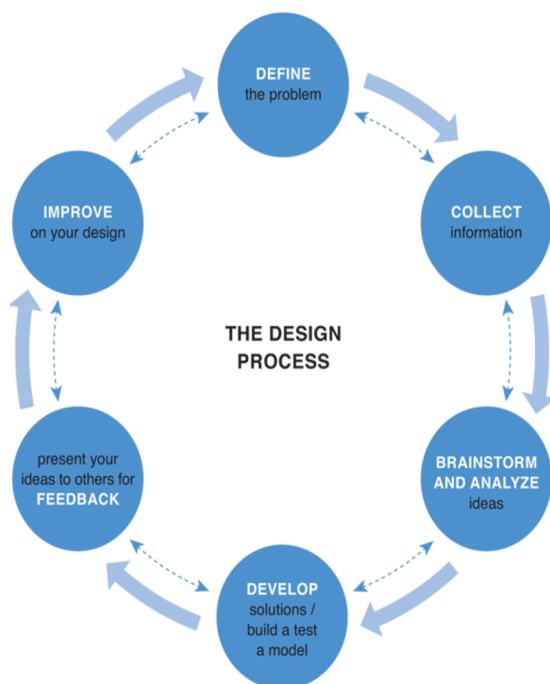 DEFINE
the problem
COLLECT
information
BRAINSTORM
AND ANALYZE
ideas
DEVELOP
solutions /
build a test
a model
present your
ideas to others for
FEEDBACK
IMPROVE
on your design
THE DESIGN
PROCESS